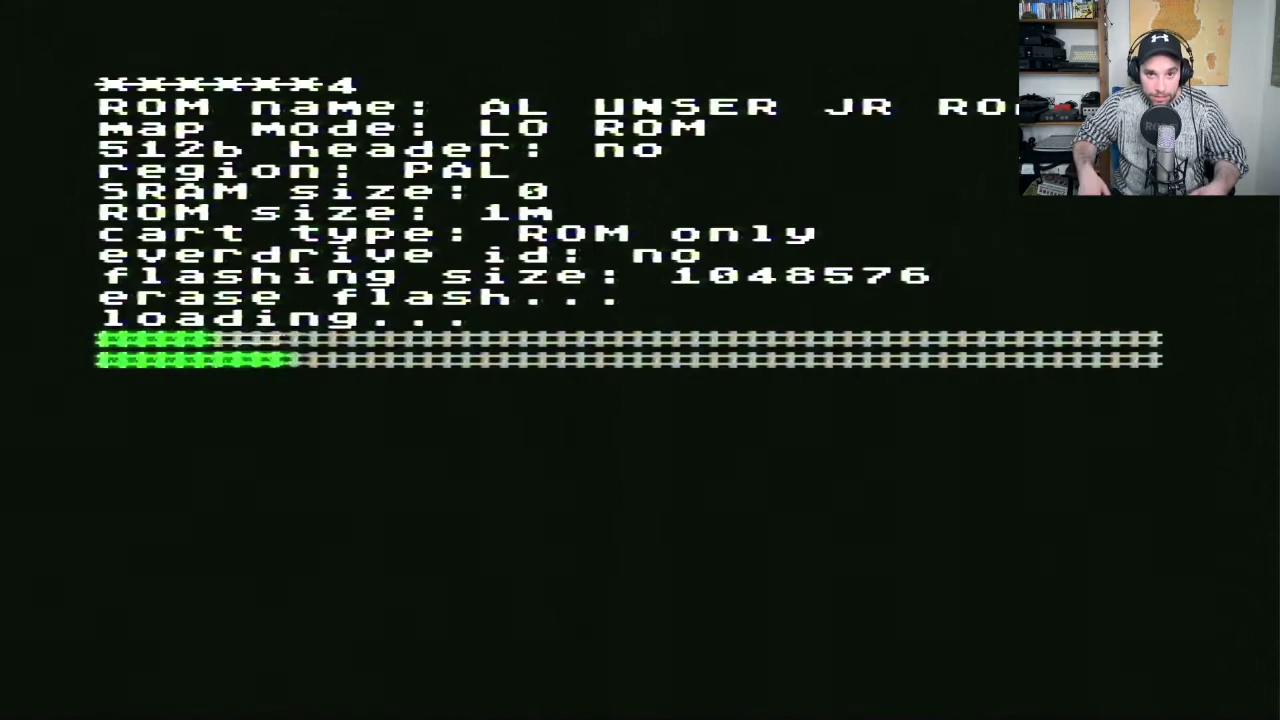 ××××××4
ROM name: AL UNSER JR RO
map mode: LO ROM
512b header: no
region: PAL
SRAM size: 0
ROM size: 1m
cart type: ROM only
everdrive id: no
flashing size: 1048576
erase flash...
loading...